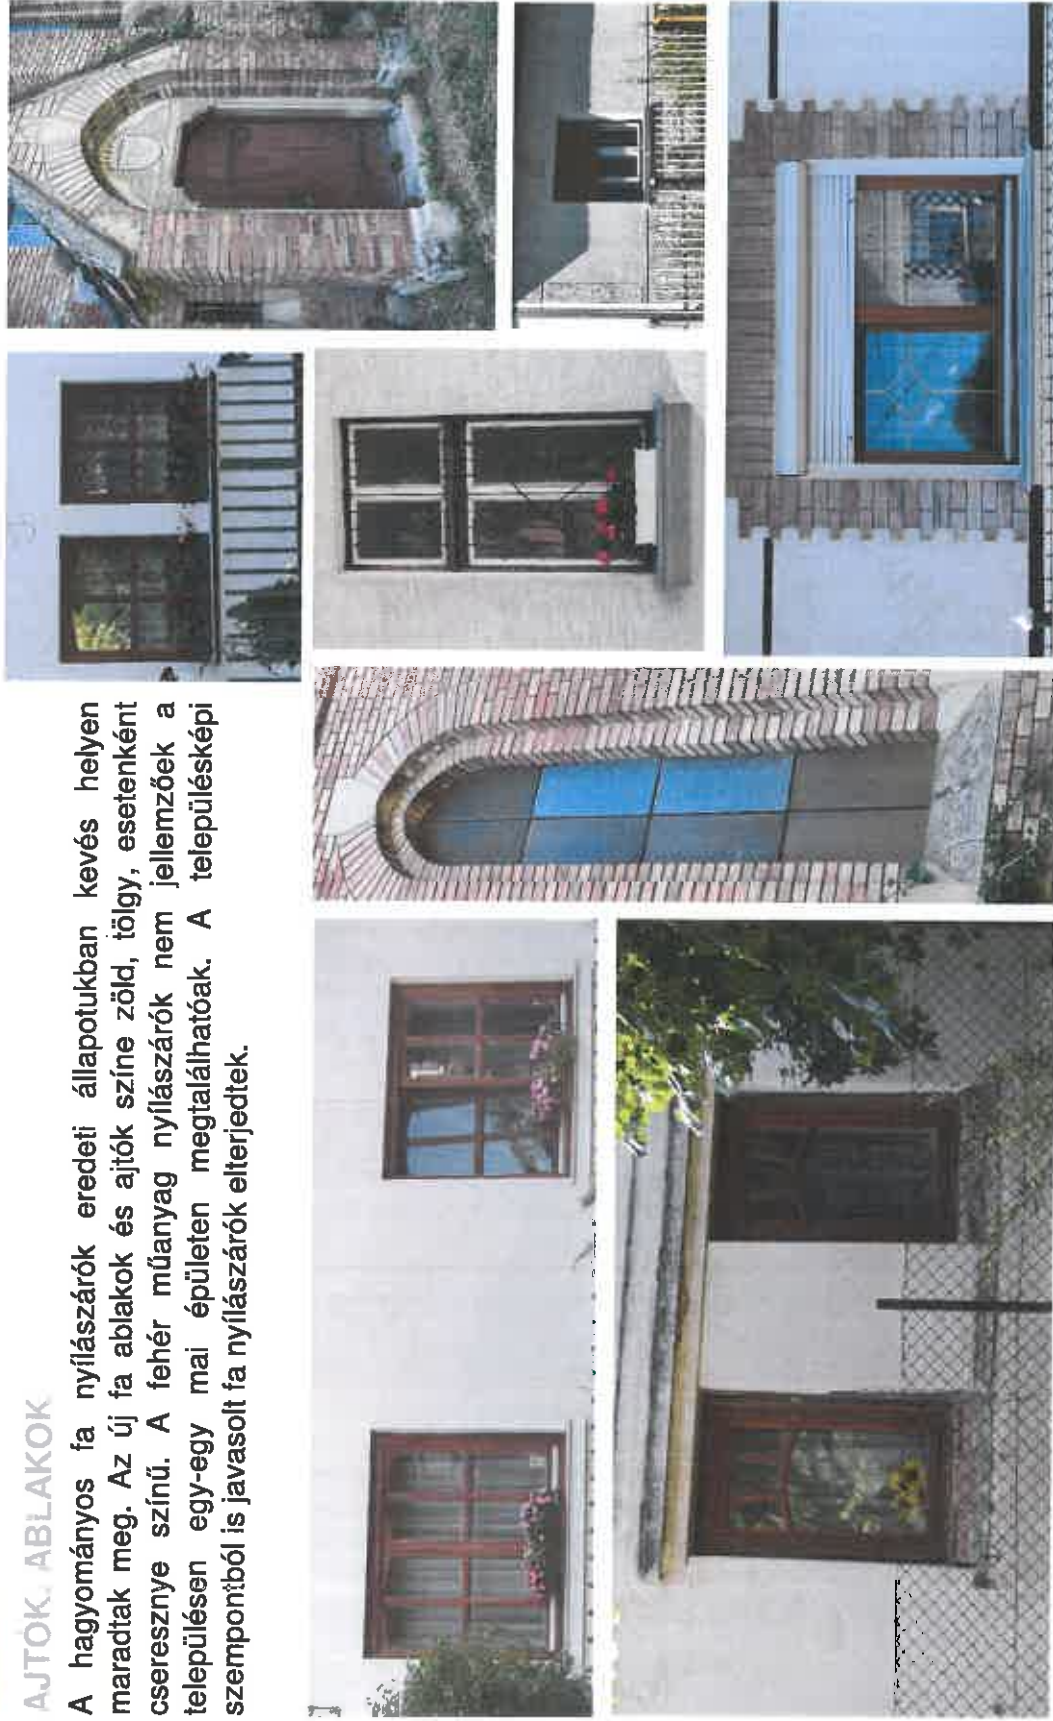 AJTÓK, ABLAKOK
A hagyományos fa nyílászárók eredeti állapotukban kevés helyen
maradtak meg. Az új fa ablakok és ajtók színe zöld, tölgy, esetenként
cseresznye színű. A fehér műanyag nyílászárók nem jellemzőek a
településen egy-egy mai épületen megtalálhatóak. A településképi
szempontból is javasolt fa nyílászárók elterjedtek.